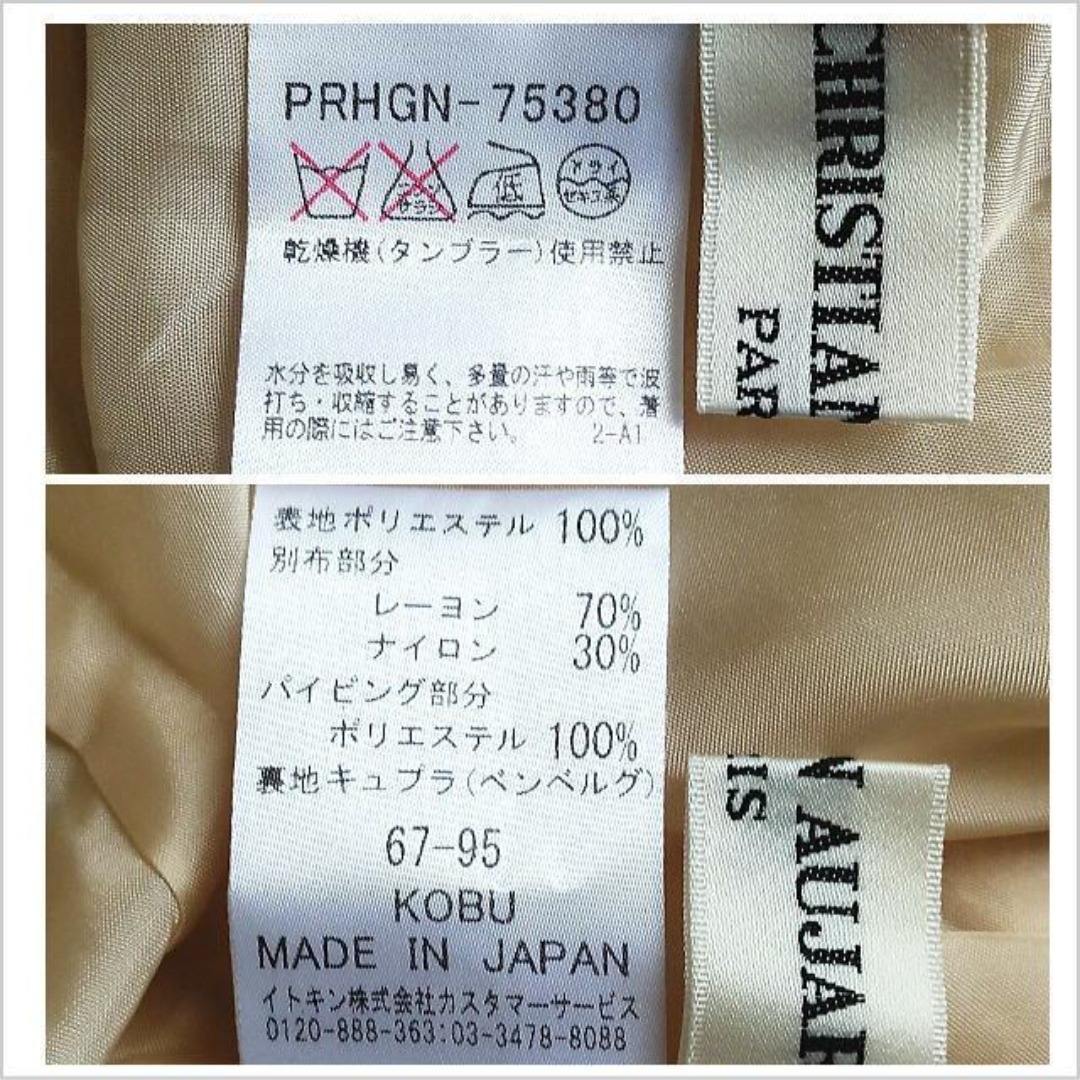 PRHGN-75380
エンソ
サラシ
低
ドライ
セキユ系
乾燥機(タンブラー)使用禁止
水分を吸収し易く、多量の汗や雨等で波
打ち・収縮することがありますので、着
用の際にはご注意下さい。 2-A1
CHRISTIAN
PAR
表地ポリエステル 100%
別布部分
レーヨン 70%
ナイロン 30%
パイピング部分
ポリエステル 100%
裏地キュプラ(ベンベルグ)
67-95
KOBU
MADE IN JAPAN
イトキン株式会社カスタマーサービス
0120-888-363:03-3478-8088
N AUJAR
IS